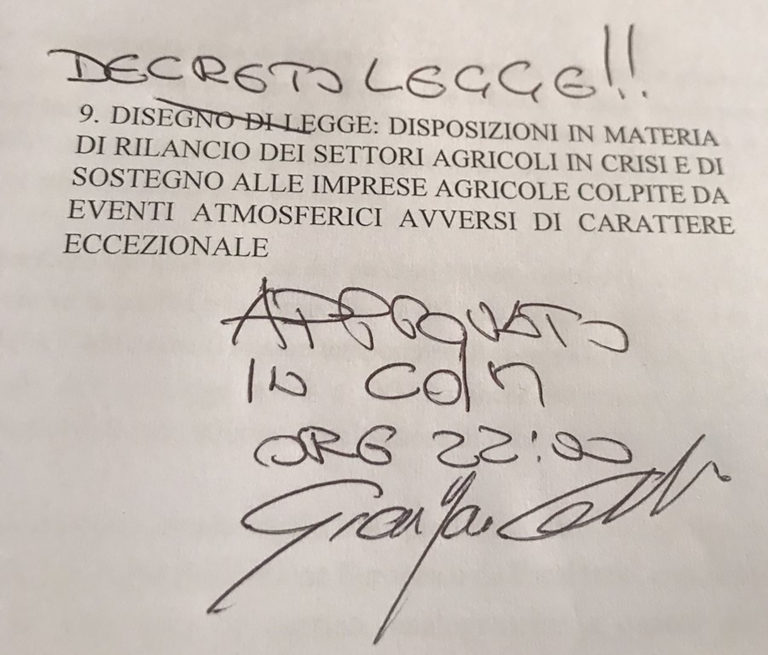 DECRETO LEGGE!!
9. DISEGNO DI LEGGE: DISPOSIZIONI IN MATERIA
DI RILANCIO DEI SETTORI AGRICOLI IN CRISI E DI
SOSTEGNO ALLE IMPRESE AGRICOLE COLPITE DA
EVENTI ATMOSFERICI AVVERSI DI CARATTERE
ECCEZIONALE
APPROVATO
IN CDM
ORE 22:00